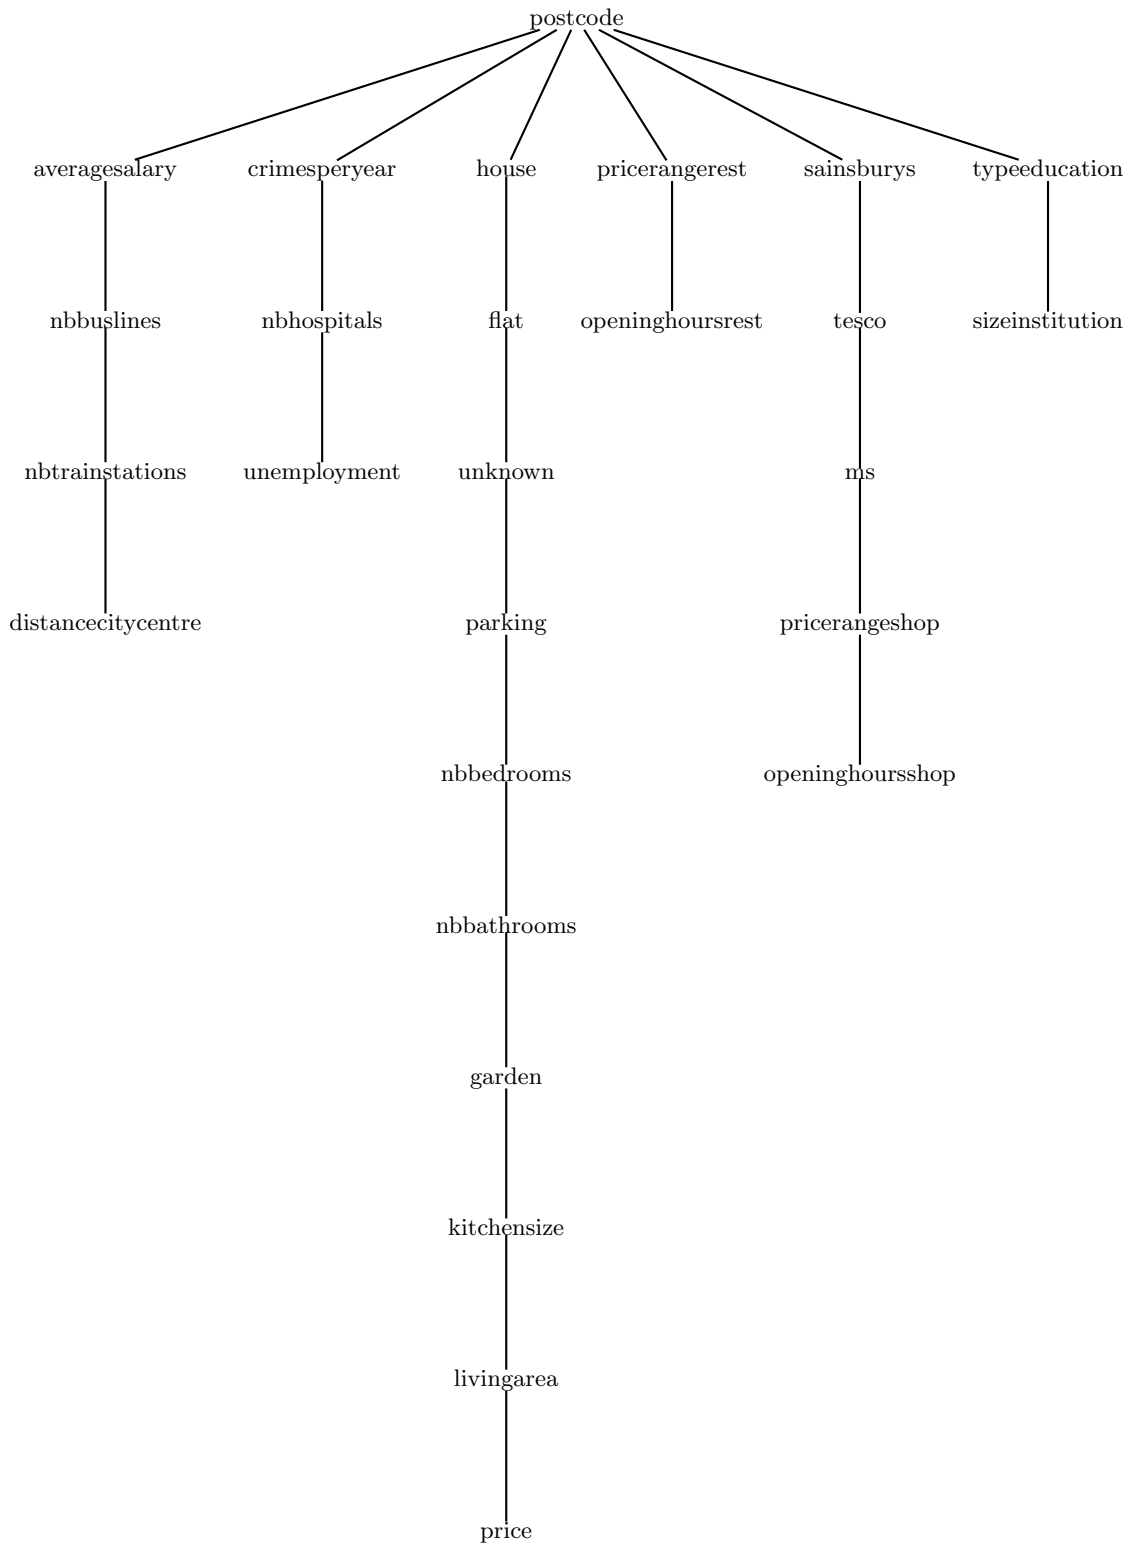 postcode
averagesalary crimesperyear house pricerangerest sainsburys typeeducation
nbbuslines nbhospitals flat openinghoursrest tesco sizeinstitution
nbtrainstations unemployment unknown ms
distancecitycentre parking pricerangeshop
nbbedrooms openinghoursshop
nbbathrooms
garden
kitchensize
livingarea
price